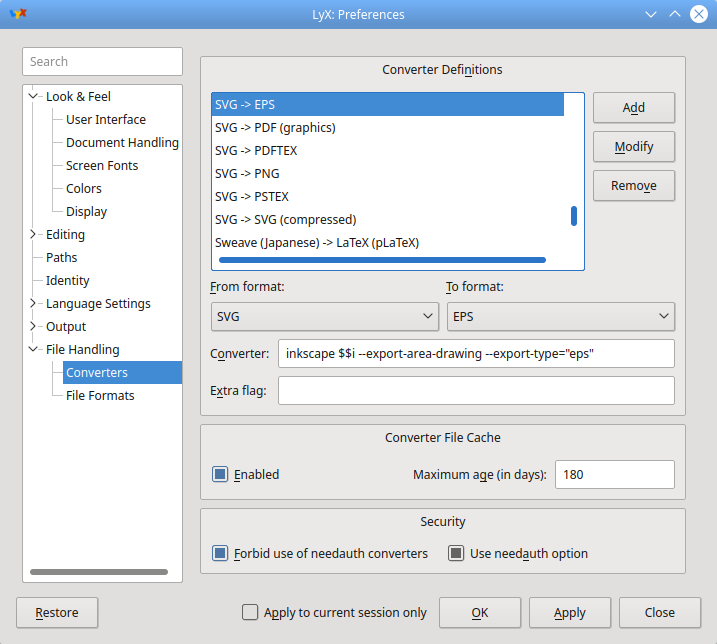 LyX: Preferences
Search
Look & Feel
User Interface
Document Handling
Screen Fonts
Colors
Display
Editing
Paths
Identity
Language Settings
Output
File Handling
Converters
File Formats
Converter Definitions
SVG -> EPS
SVG -> PDF (graphics)
SVG -> PDFTEX
SVG -> PNG
SVG -> PSTEX
SVG -> SVG (compressed)
Sweave (Japanese) -> LaTeX (pLaTeX)
Add
Modify
Remove
From format: To format:
SVG EPS
Converter: inkscape $$i --export-area-drawing --export-type="eps"
Extra flag:
Converter File Cache
Enabled Maximum age (in days): 180
Security
Forbid use of needauth converters Use needauth option
Restore Apply to current session only OK Apply Close